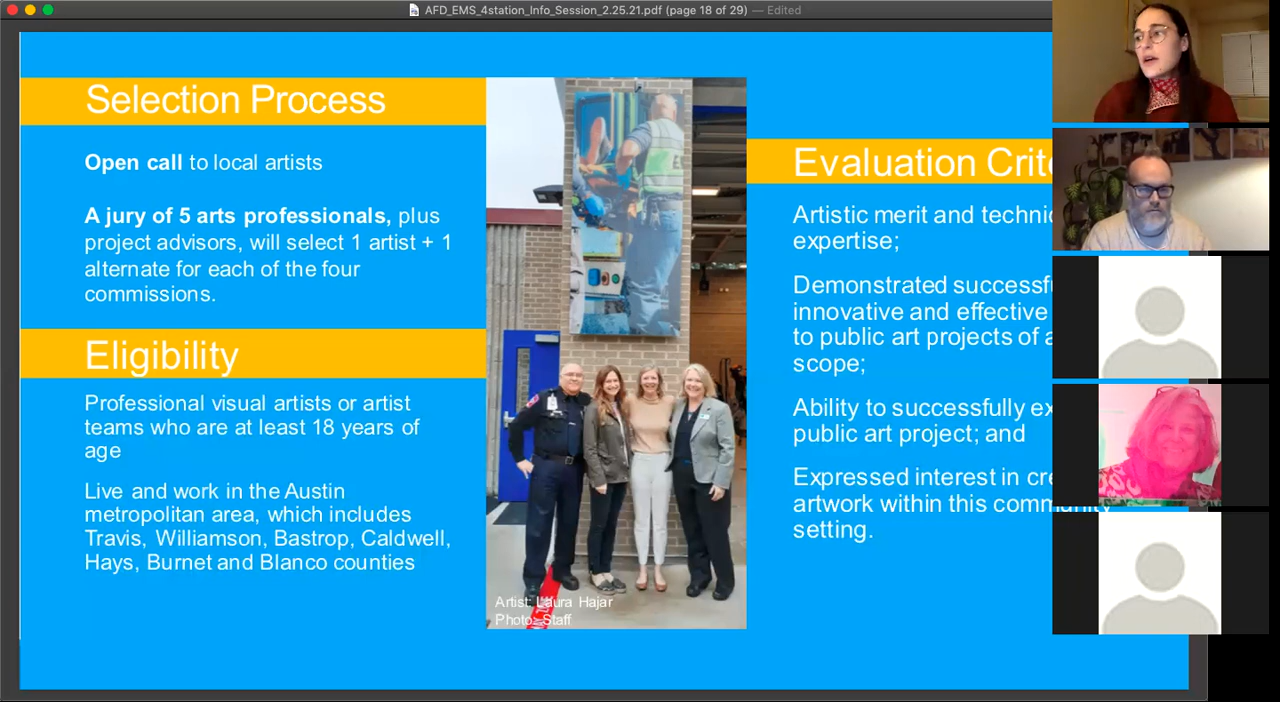 AFD_EMS_4station_Info_Session_2.25.21.pdf (page 18 of 29) — Edited
Selection Process
Open call to local artists
A jury of 5 arts professionals, plus
project advisors, will select 1 artist + 1
alternate for each of the four
commissions.
Eligibility
Professional visual artists or artist
teams who are at least 18 years of
age
Live and work in the Austin
metropolitan area, which includes
Travis, Williamson, Bastrop, Caldwell,
Hays, Burnet and Blanco counties
Artist: Laura Hajar
Photo: Staff
Evaluation
Artistic merit and
expertise;
Demonstrated
innovative and effective
to public art projects of
scope;
Ability to successfully
public art project; and
Expressed interest in
artwork within this community
setting.